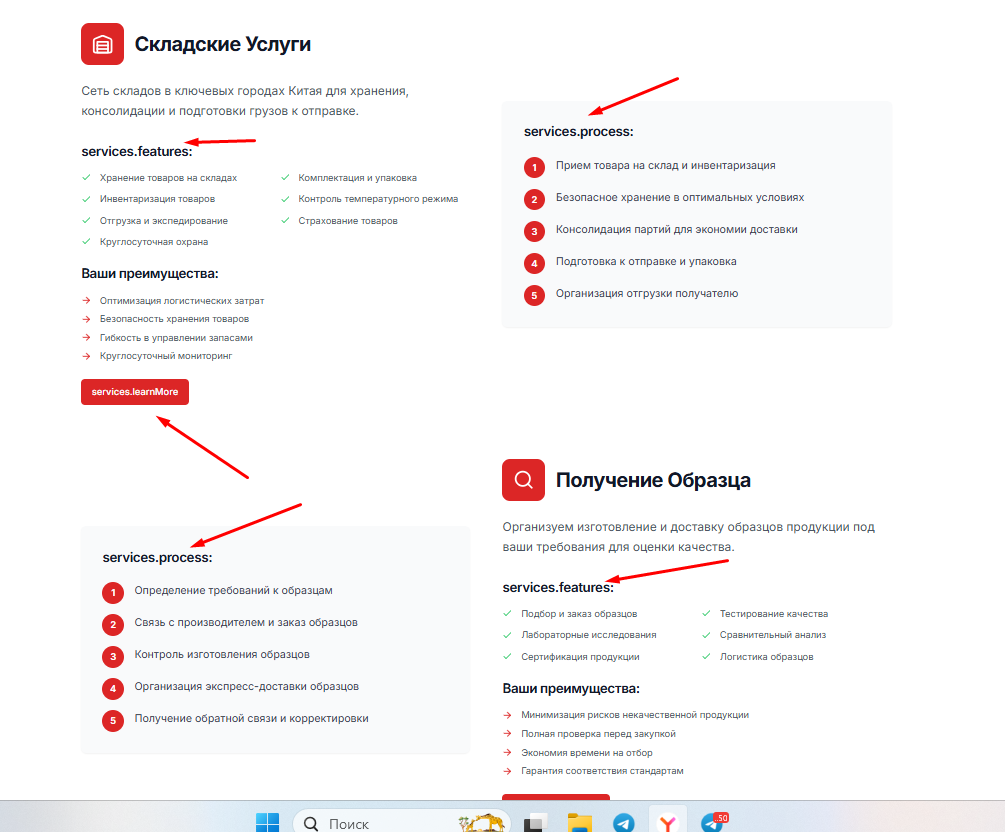 Складские Услуги
Сеть складов в ключевых городах Китая для хранения,
консолидации и подготовки грузов к отправке.
services.features:
Хранение товаров на складах
Комплектация и упаковка
Инвентаризация товаров
Контроль температурного режима
Отгрузка и экспедирование
Страхование товаров
Круглосуточная охрана
Ваши преимущества:
Оптимизация логистических затрат
Безопасность хранения товаров
Гибкость в управлении запасами
Круглосуточный мониторинг
services.learnMore
services.process:
1 Прием товара на склад и инвентаризация
2 Безопасное хранение в оптимальных условиях
3 Консолидация партий для экономии доставки
4 Подготовка к отправке и упаковка
5 Организация отгрузки получателю
services.process:
1 Определение требований к образцам
2 Связь с производителем и заказ образцов
3 Контроль изготовления образцов
4 Организация экспресс-доставки образцов
5 Получение обратной связи и корректировки
Получение Образца
Организуем изготовление и доставку образцов продукции под
ваши требования для оценки качества.
services.features:
Подбор и заказ образцов
Тестирование качества
Лабораторные исследования
Сравнительный анализ
Сертификация продукции
Логистика образцов
Ваши преимущества:
Минимизация рисков некачественной продукции
Полная проверка перед закупкой
Экономия времени на отбор
Гарантия соответствия стандартам
Поиск
50